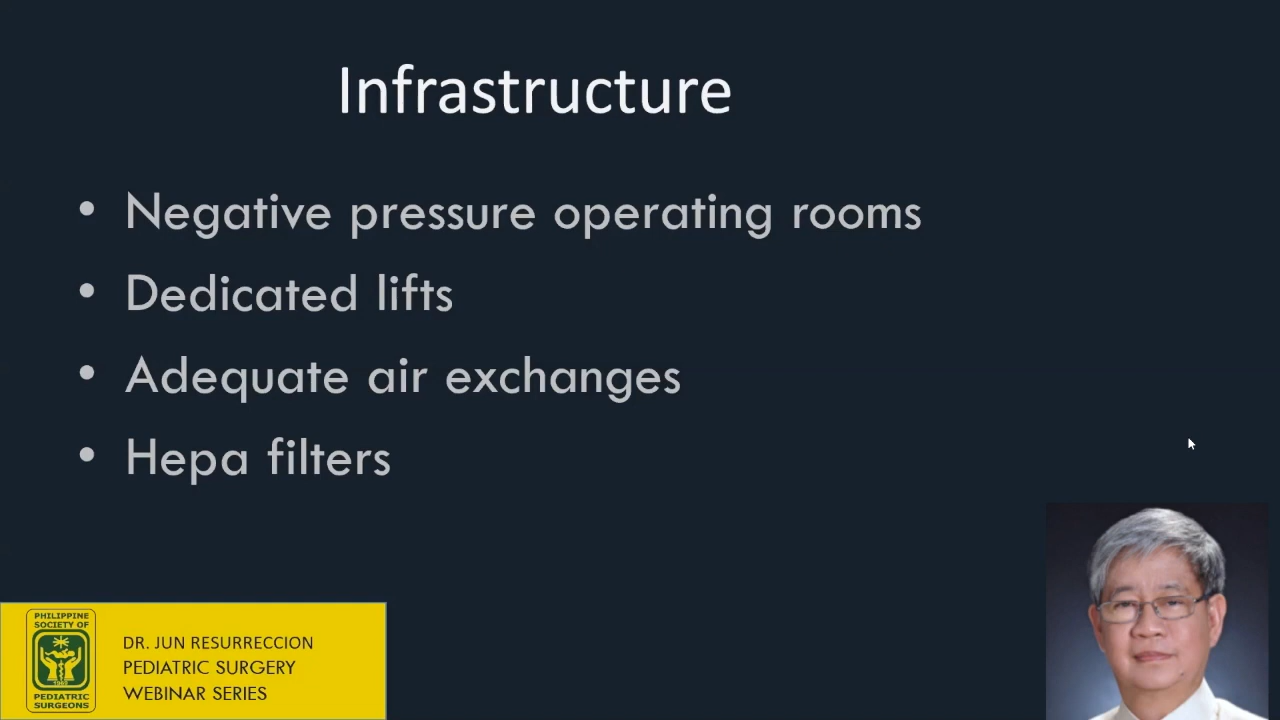 Infrastructure
• Negative pressure operating rooms
• Dedicated lifts
• Adequate air exchanges
• Hepa filters
PHILIPPINE
SOCIETY OF
1965
PEDIATRIC
SURGEONS
DR. JUN RESURRECCION
PEDIATRIC SURGERY
WEBINAR SERIES